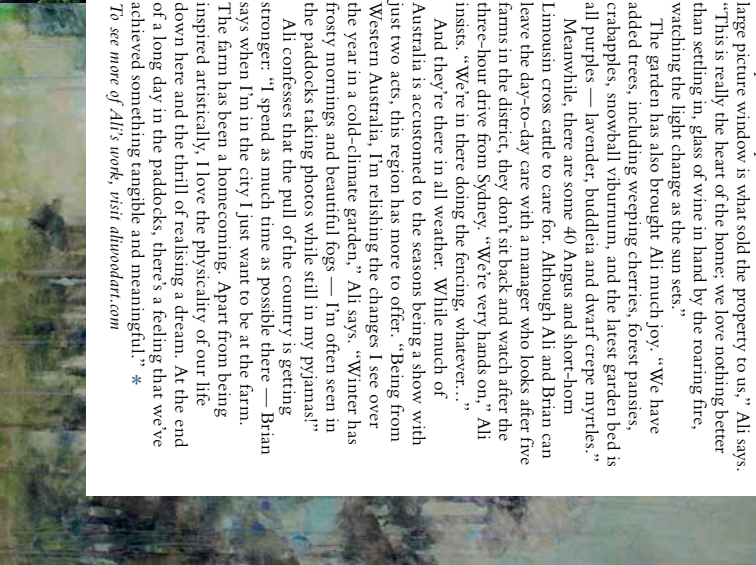 large picture window is what sold the property to us,” Ali says.
“This is really the heart of the home; we love nothing better
than settling in, glass of wine in hand by the roaring fire,
watching the light change as the sun sets.”
The garden has also brought Ali much joy. “We have
added trees, including weeping cherries, forest pansies,
crabapples, snowball viburnum, and the latest garden bed is
all purples — lavender, buddleia and dwarf crepe myrtles.”
Meanwhile, there are some 40 Angus and short-horn
Limousin cross cattle to care for. Although Ali and Brian can
leave the day-to-day care with a manager who looks after five
farms in the district, they don’t sit back and watch after the
three-hour drive from Sydney. “We’re very hands on,” Ali
insists. “We’re in there doing the fencing, whatever…”
And they’re there in all weather. While much of
Australia is accustomed to the seasons being a show with
just two acts, this region has more to offer. “Being from
Western Australia, I’m relishing the changes I see over
the year in a cold-climate garden,” Ali says. “Winter has
frosty mornings and beautiful fogs — I’m often seen in
the paddocks taking photos while still in my pyjamas!”
Ali confesses that the pull of the country is getting
stronger: “I spend as much time as possible there — Brian
says when I’m in the city I just want to be at the farm.
The farm has been a homecoming. Apart from being
inspired artistically, I love the physicality of our life
down here and the thrill of realising a dream. At the end
of a long day in the paddocks, there’s a feeling that we’ve
achieved something tangible and meaningful.” *
To see more of Ali’s work, visit aliwoodart.com